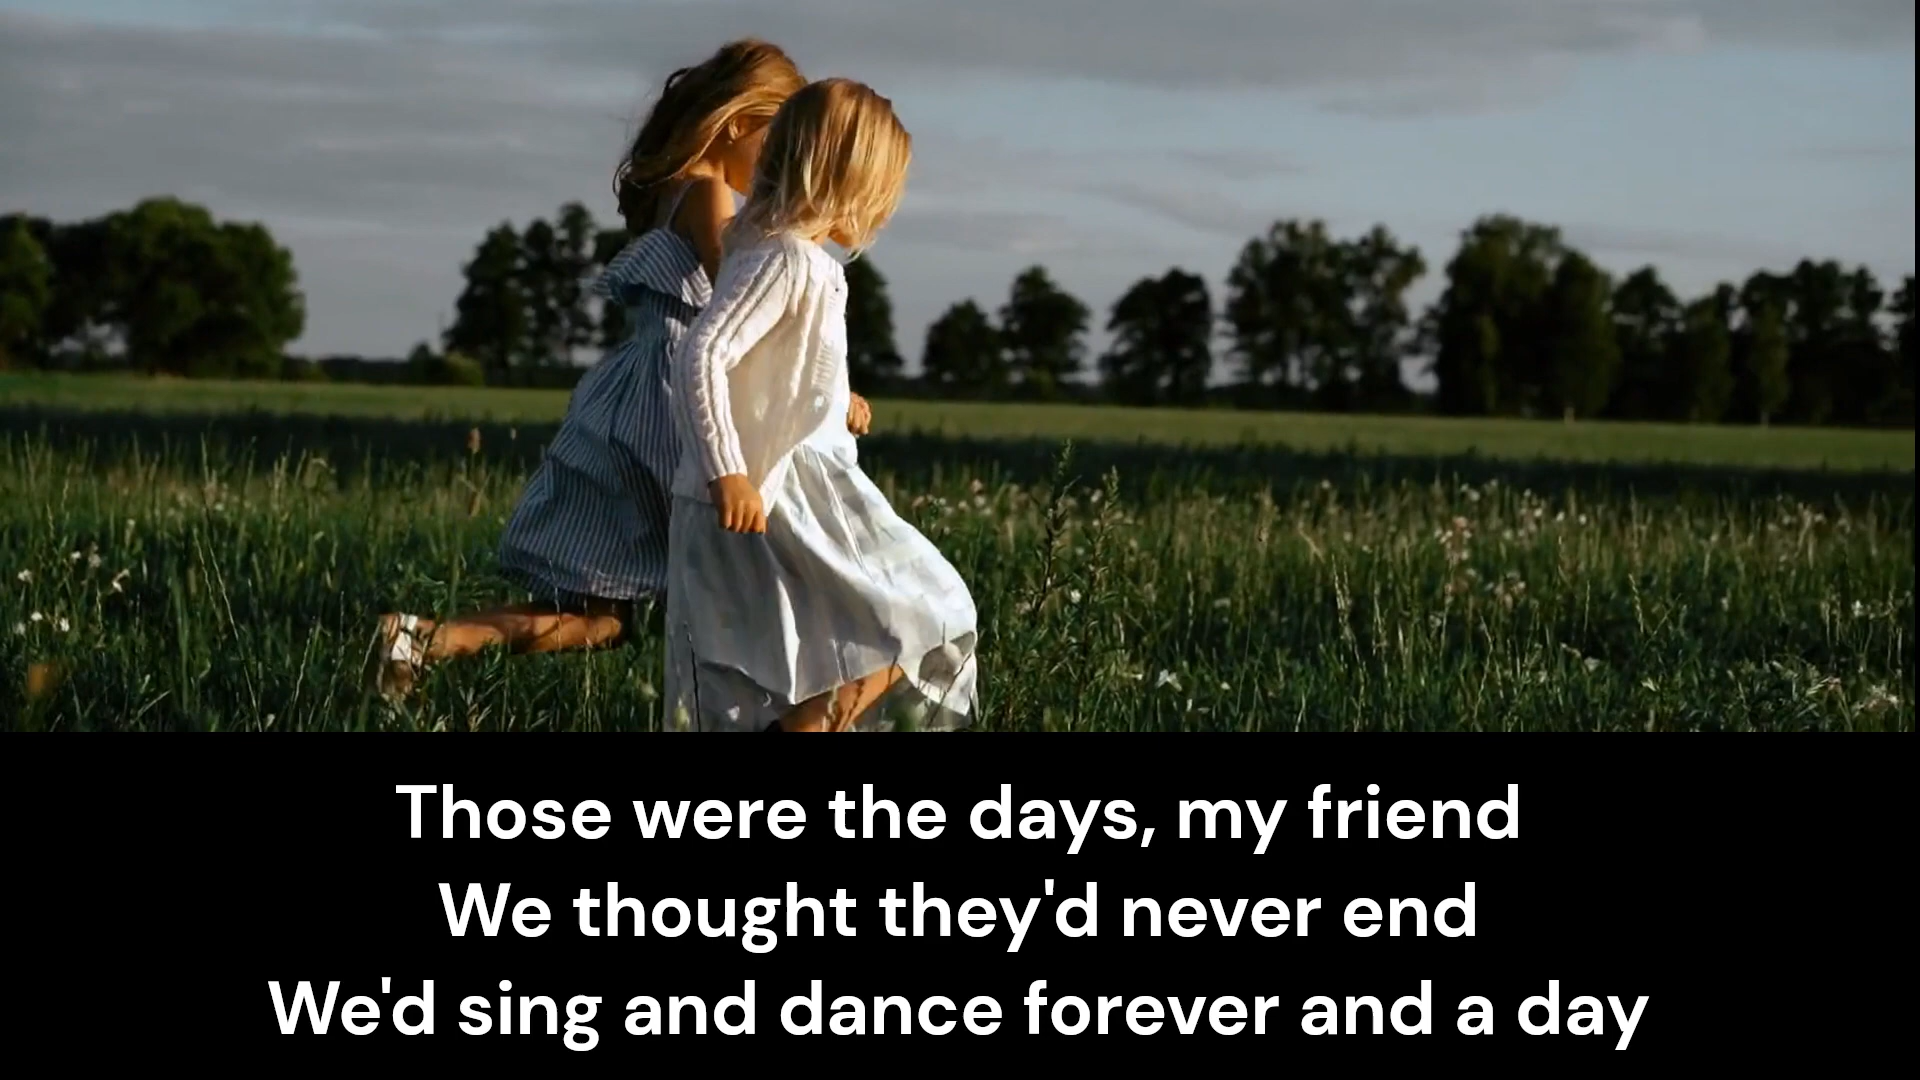 Those were the days, my friend
We thought they'd never end
We'd sing and dance forever and a day